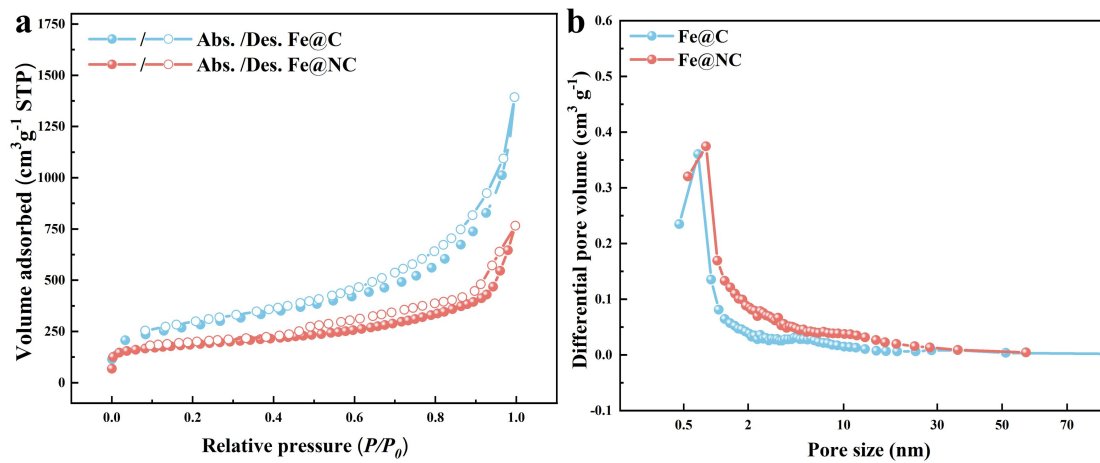 a
1750
1500
1250
1000
750
500
250
0
Volume adsorbed (cm³g⁻¹ STP)
/ Abs. /Des. Fe@C
/ Abs. /Des. Fe@NC
0.0 0.2 0.4 0.6 0.8 1.0
Relative pressure (P/P₀)
b
0.6
0.5
0.4
0.3
0.2
0.1
0.0
-0.1
Differential pore volume (cm³ g⁻¹)
Fe@C
Fe@NC
0.5 2 10 30 50 70
Pore size (nm)